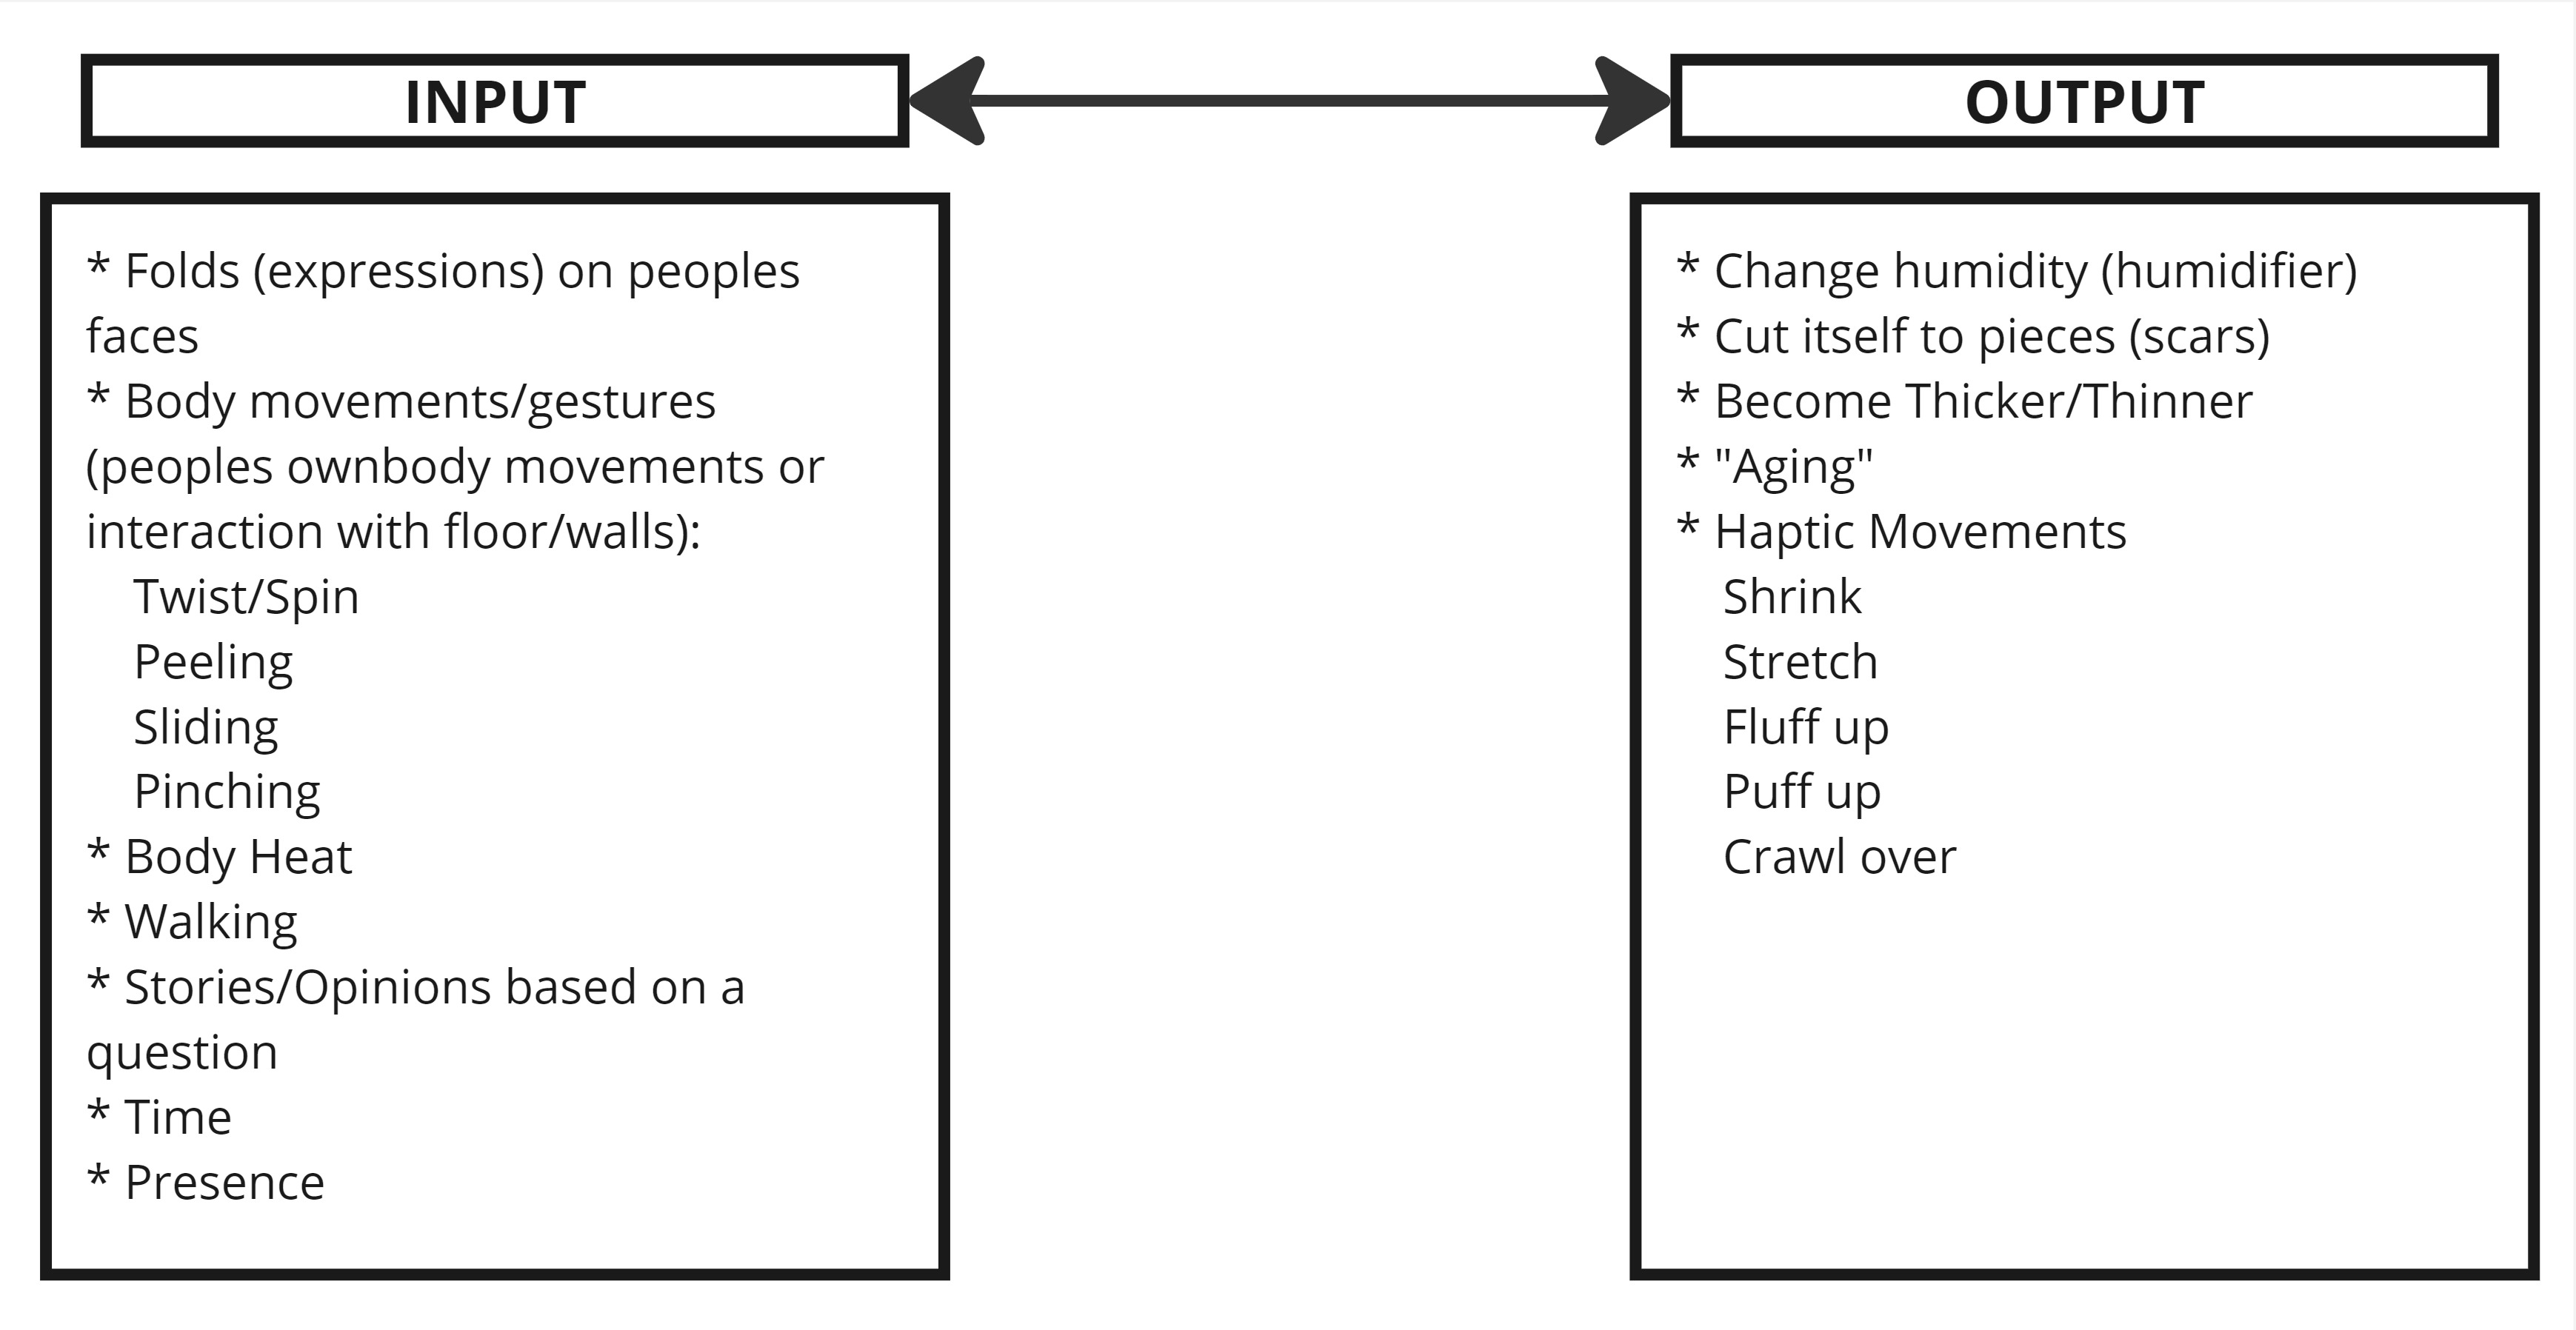 INPUT
OUTPUT
* Folds (expressions) on peoples
faces
* Body movements/gestures
(peoples ownbody movements or
interaction with floor/walls):
Twist/Spin
Peeling
Sliding
Pinching
* Body Heat
* Walking
* Stories/Opinions based on a
question
* Time
* Presence
* Change humidity (humidifier)
* Cut itself to pieces (scars)
* Become Thicker/Thinner
* "Aging"
* Haptic Movements
Shrink
Stretch
Fluff up
Puff up
Crawl over